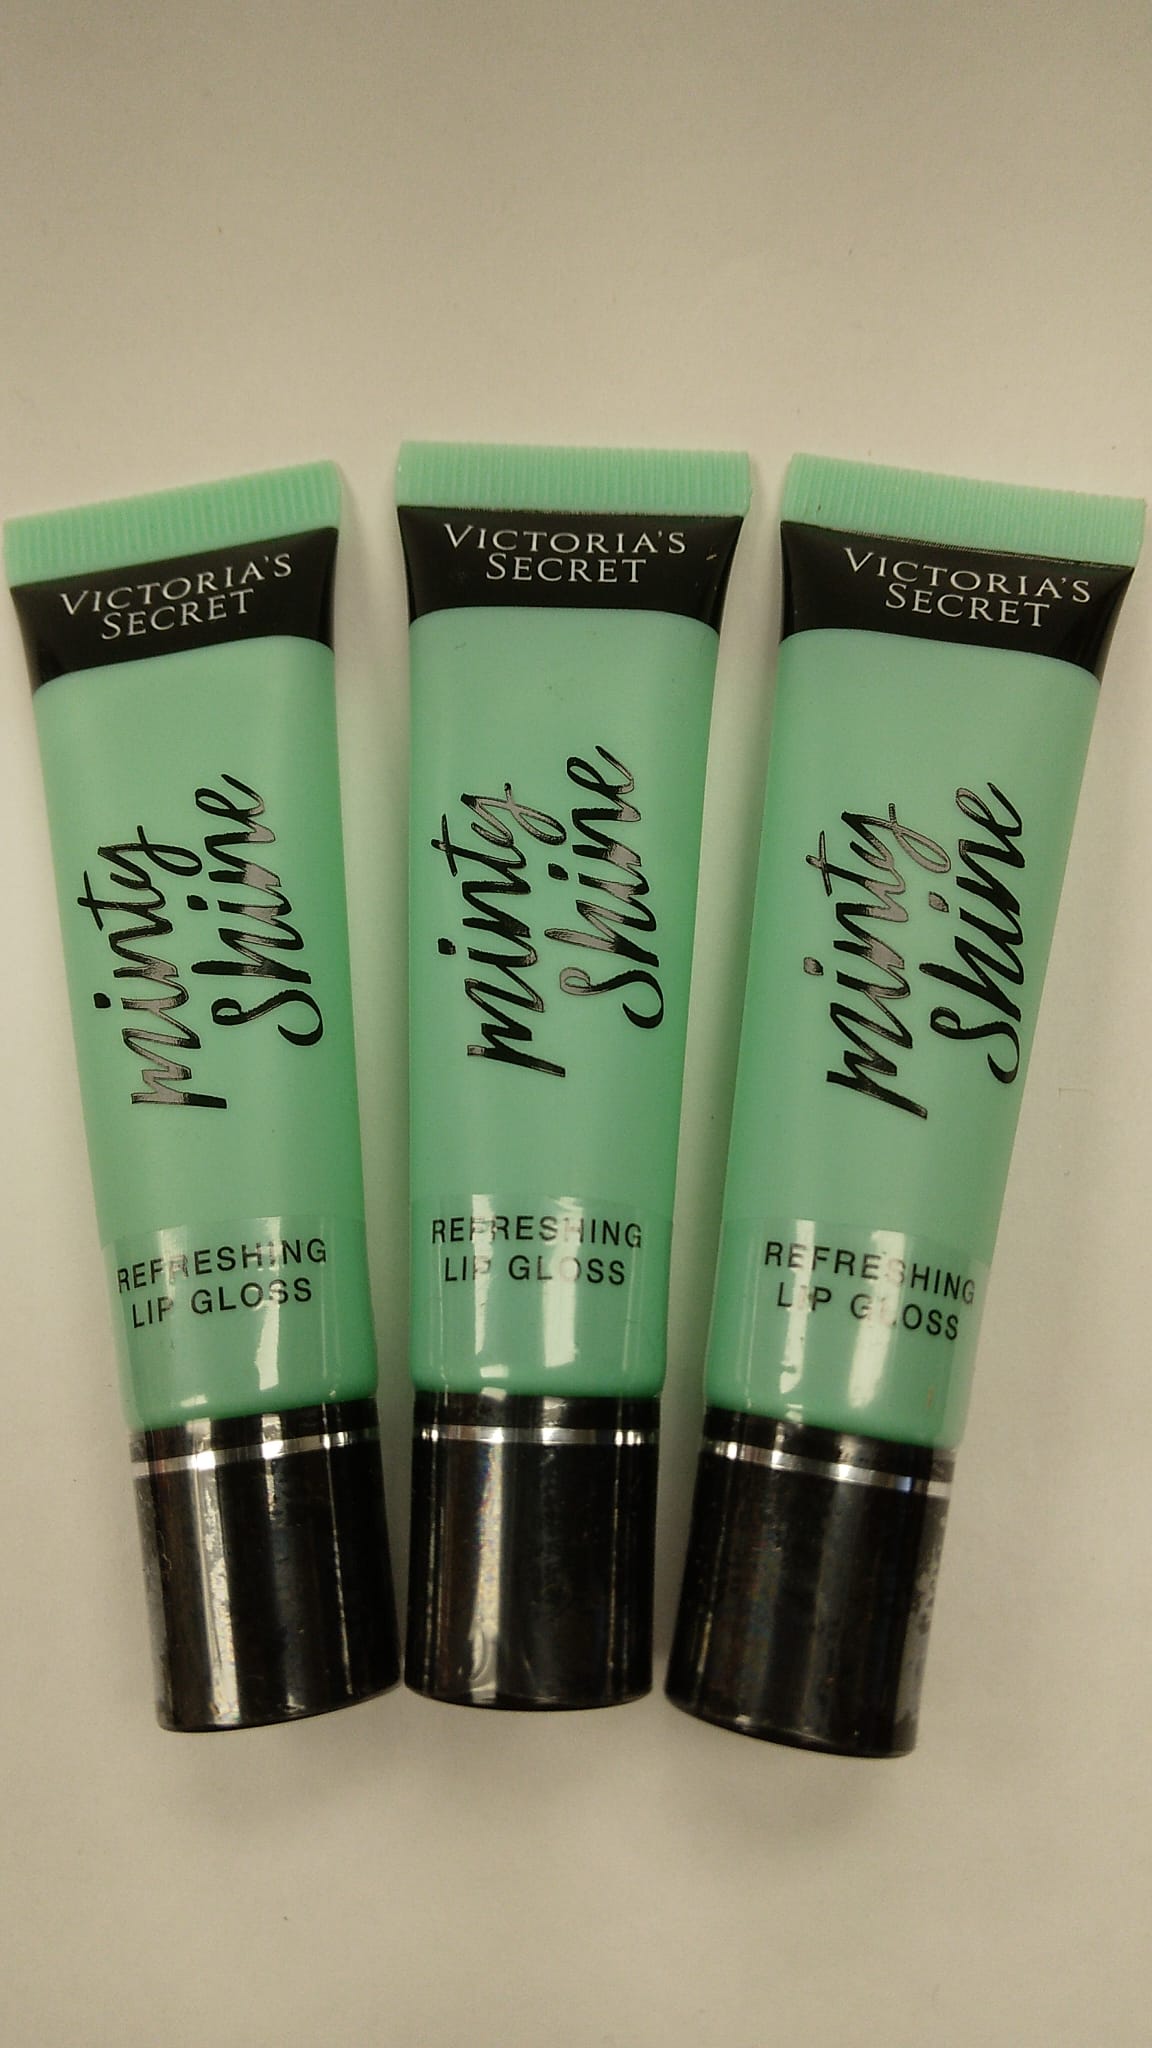 VICTORIA'S
SECRET
minty
shine
REFRESHING
LIP GLOSS
VICTORIA'S
SECRET
minty
shine
REFRESHING
LIP GLOSS
VICTORIA'S
SECRET
minty
shine
REFRESHING
LIP GLOSS